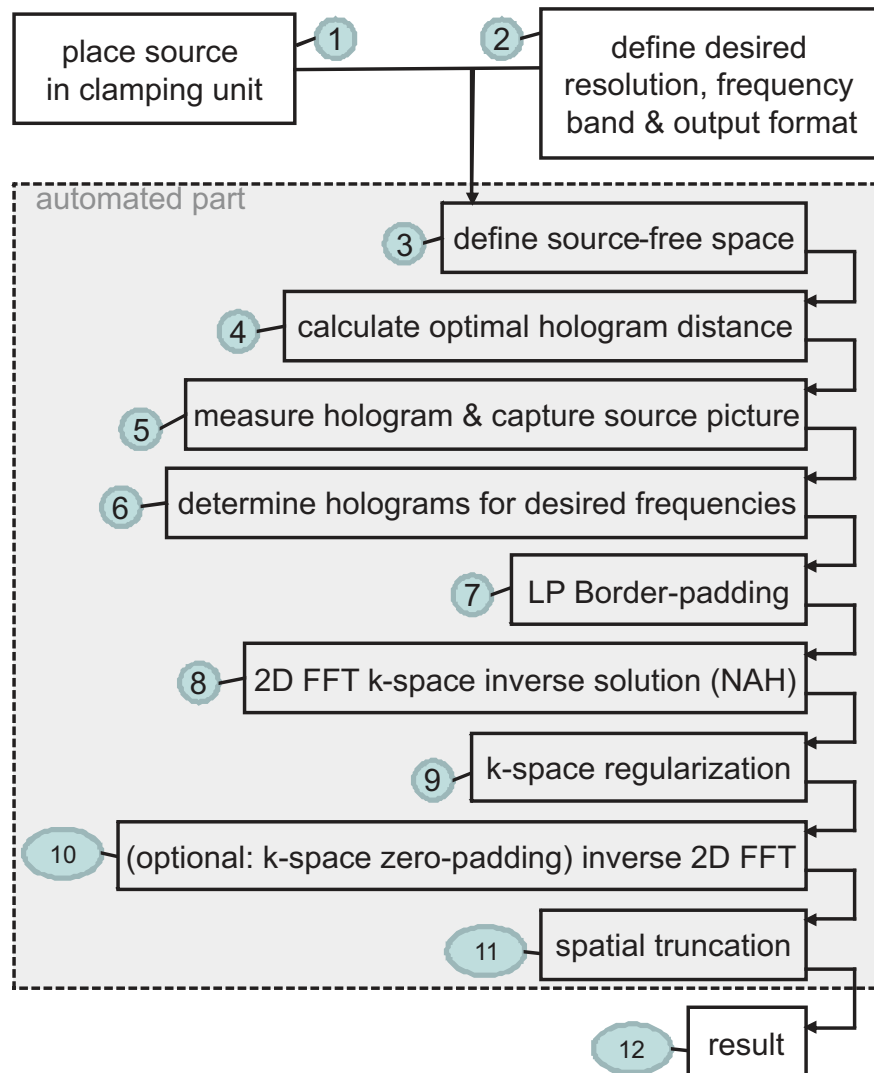 1
place source
in clamping unit
2
define desired
resolution, frequency
band & output format
automated part
3
define source-free space
4
calculate optimal hologram distance
5
measure hologram & capture source picture
6
determine holograms for desired frequencies
7
LP Border-padding
8
2D FFT k-space inverse solution (NAH)
9
k-space regularization
10
(optional: k-space zero-padding) inverse 2D FFT
11
spatial truncation
12
result